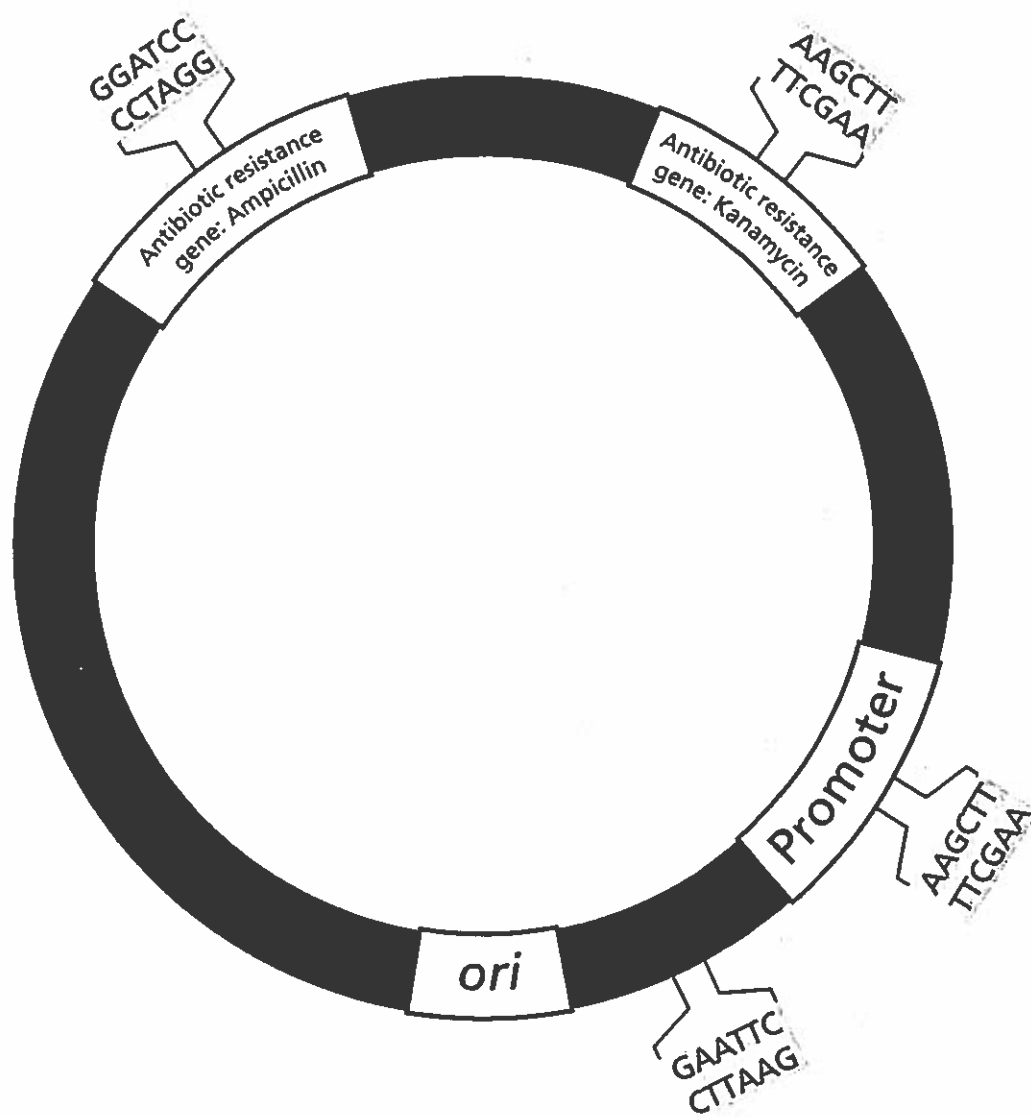 GGATCC
CCTAGG
Antibiotic resistance
gene: Ampicillin
AAGCTT
TTCGAA
Antibiotic resistance
gene: Kanamycin
Promoter
AAGCTT
TTCGAA
ori
GAATTC
CTTAAG